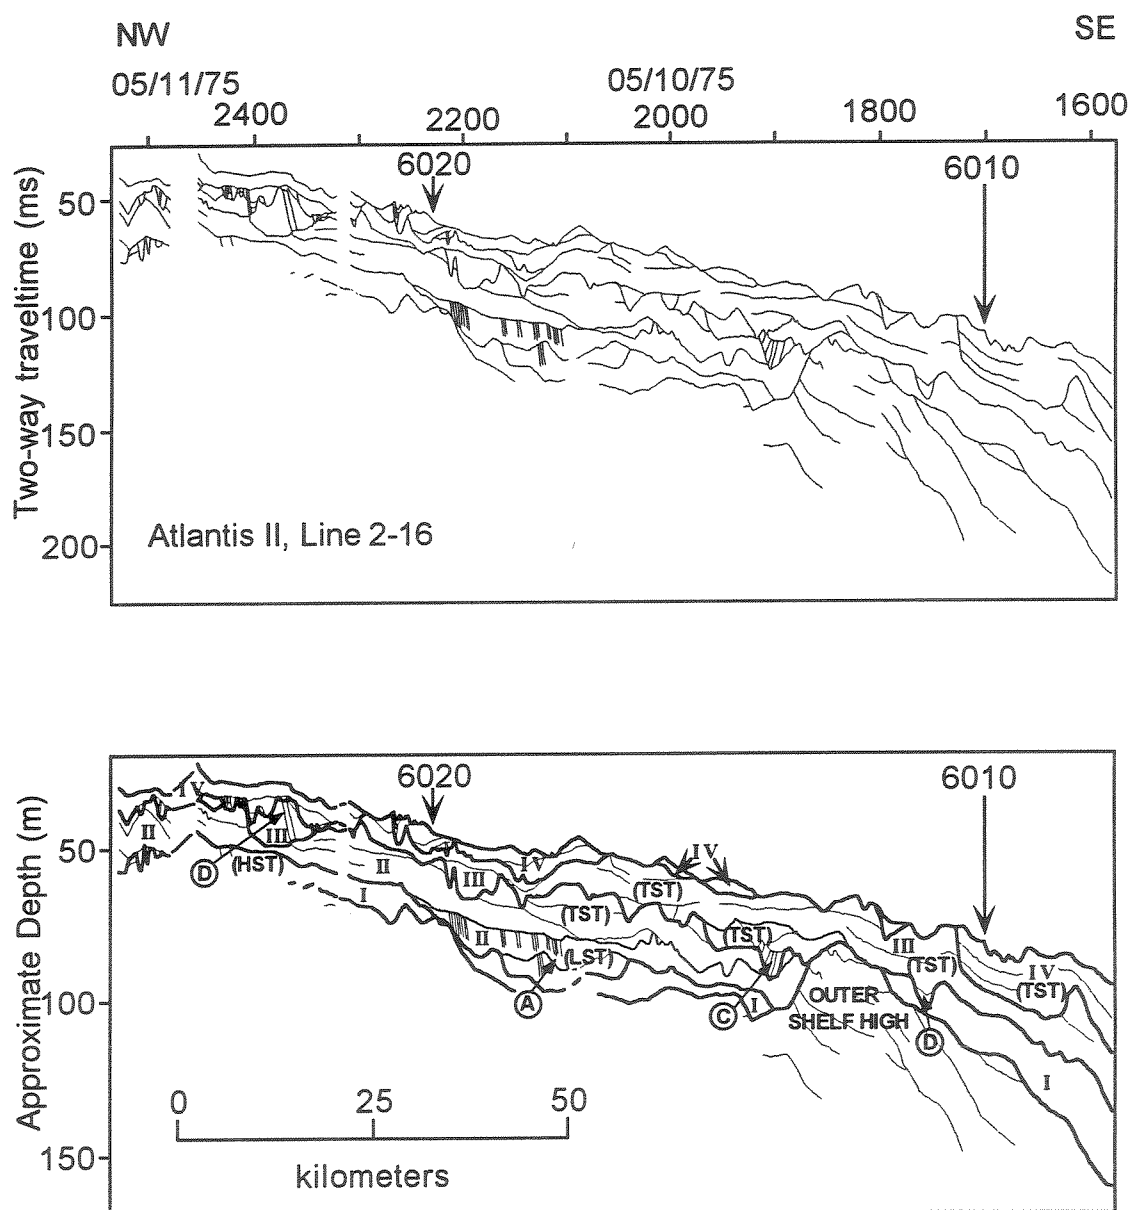 NW
SE
05/11/75
05/10/75
2400
2200
2000
1800
1600
6020
6010
50
100
150
200
Two-way traveltime (ms)
Atlantis II, Line 2-16
6020
6010
50
100
150
Approximate Depth (m)
IV
II
III
D
(HST)
II
I
III
IV
IV
(TST)
(TST)
(TST)
II
(LST)
A
C
I
OUTER
SHELF HIGH
III
(TST)
D
IV
(TST)
I
0
25
50
kilometers